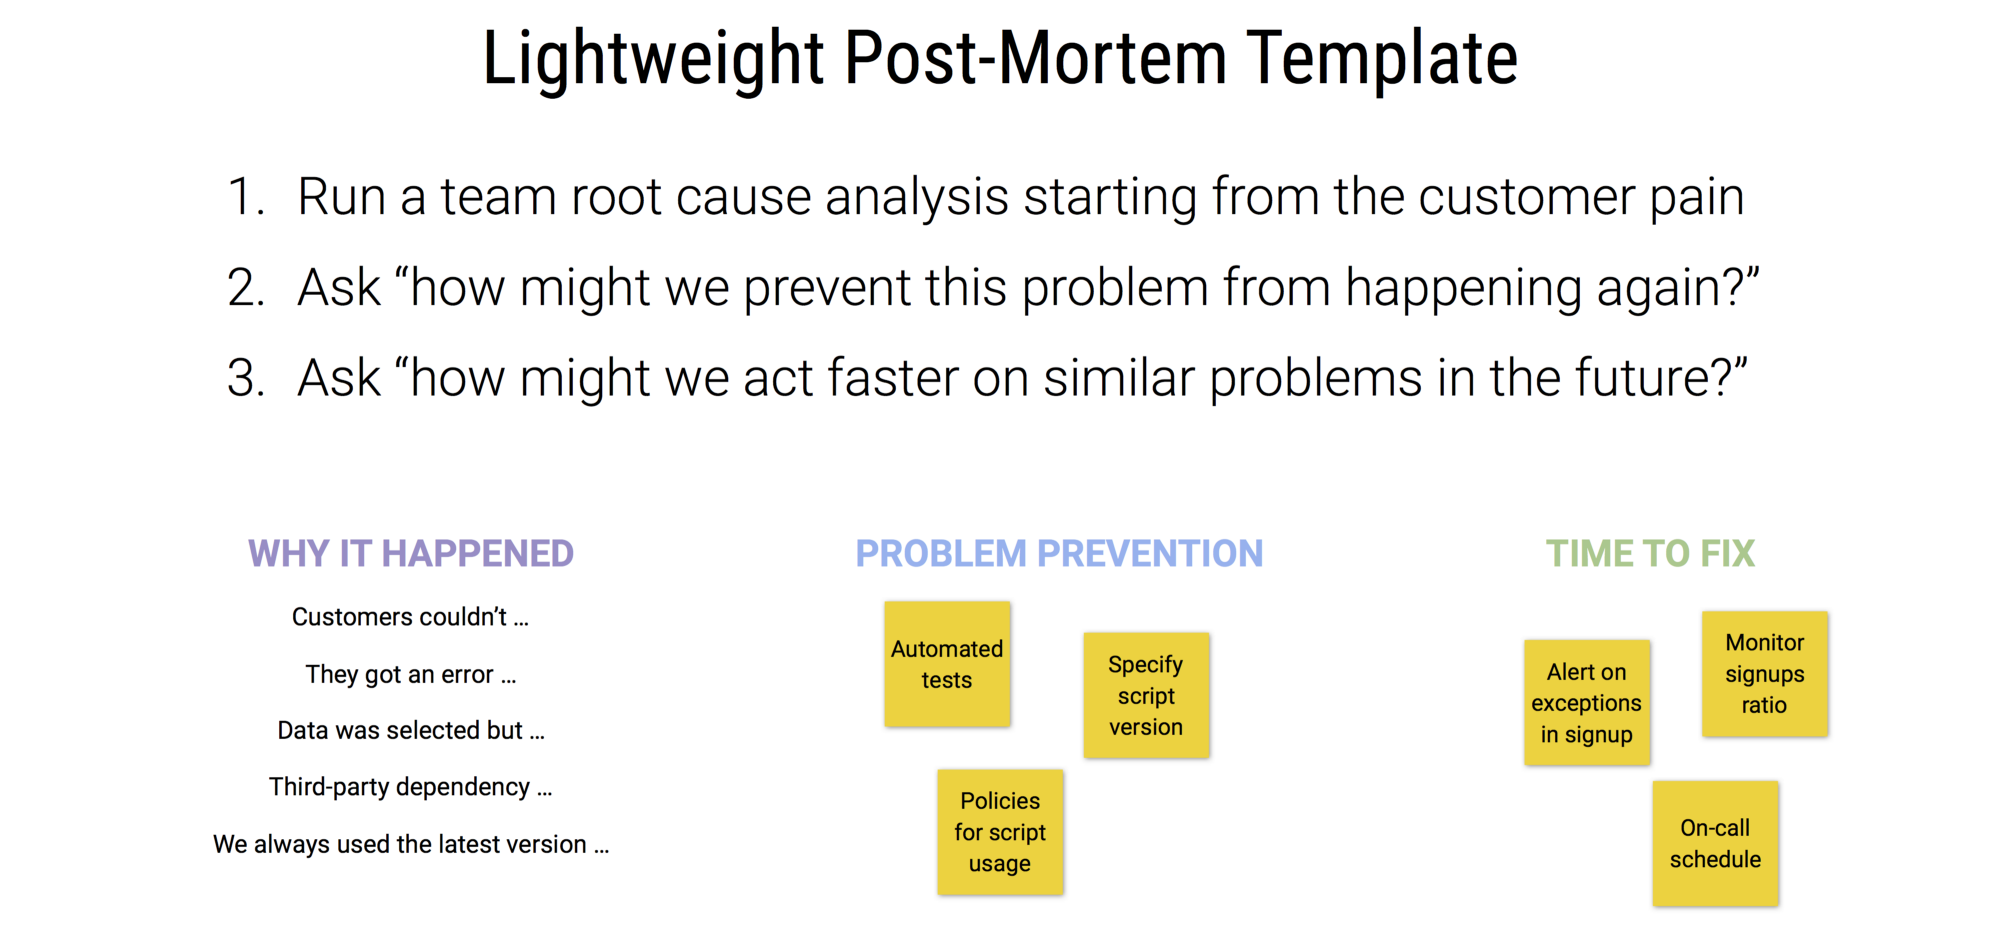 Lightweight Post-Mortem Template
1. Run a team root cause analysis starting from the customer pain
2. Ask “how might we prevent this problem from happening again?”
3. Ask “how might we act faster on similar problems in the future?”
WHY IT HAPPENED
Customers couldn’t ...
They got an error ...
Data was selected but ...
Third-party dependency ...
We always used the latest version ...
PROBLEM PREVENTION
Automated
tests
Specify
script
version
Policies
for script
usage
TIME TO FIX
Alert on
exceptions
in signup
Monitor
signups
ratio
On-call
schedule